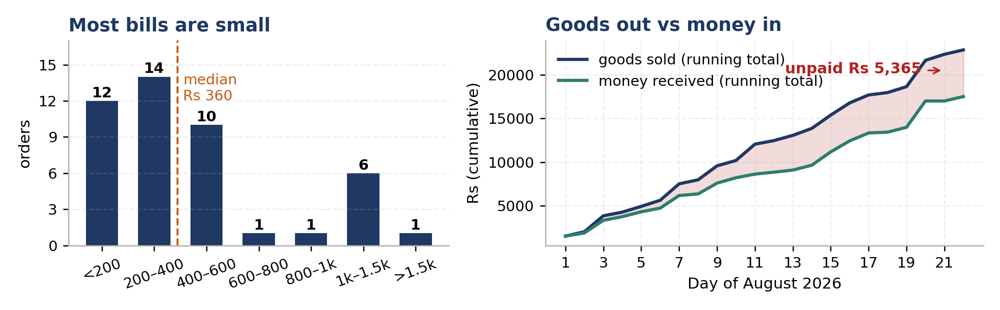 Most bills are small
orders
15
12
9
6
3
0
12
14
10
1
1
6
1
median
Rs 360
<200
200–400
400–600
600–800
800–1k
1k–1.5k
>1.5k
Goods out vs money in
goods sold (running total)
money received (running total)
unpaid Rs 5,365
Rs (cumulative)
20000
15000
10000
5000
1 3 5 7 9 11 13 15 17 19 21
Day of August 2026